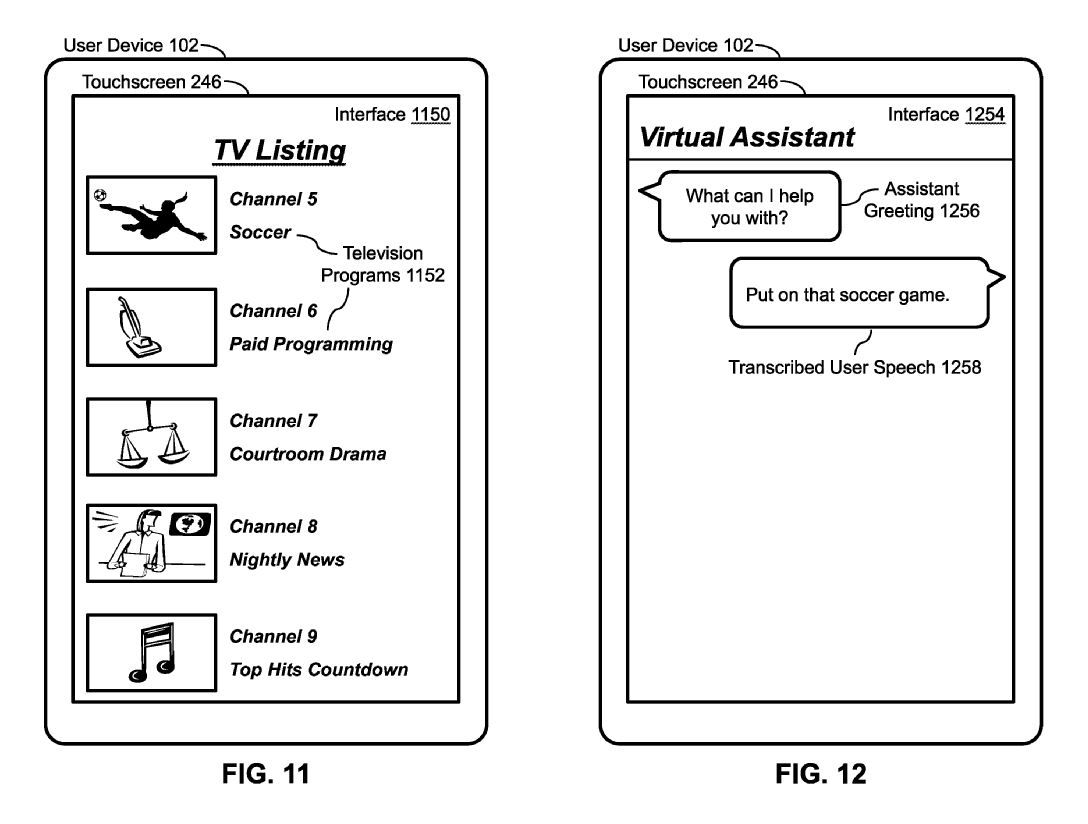 User Device 102
Touchscreen 246
Interface 1150
TV Listing
Channel 5
Soccer
Television
Programs 1152
Channel 6
Paid Programming
Channel 7
Courtroom Drama
Channel 8
Nightly News
Channel 9
Top Hits Countdown
FIG. 11
User Device 102
Touchscreen 246
Interface 1254
Virtual Assistant
What can I help
you with?
Assistant
Greeting 1256
Put on that soccer game.
Transcribed User Speech 1258
FIG. 12